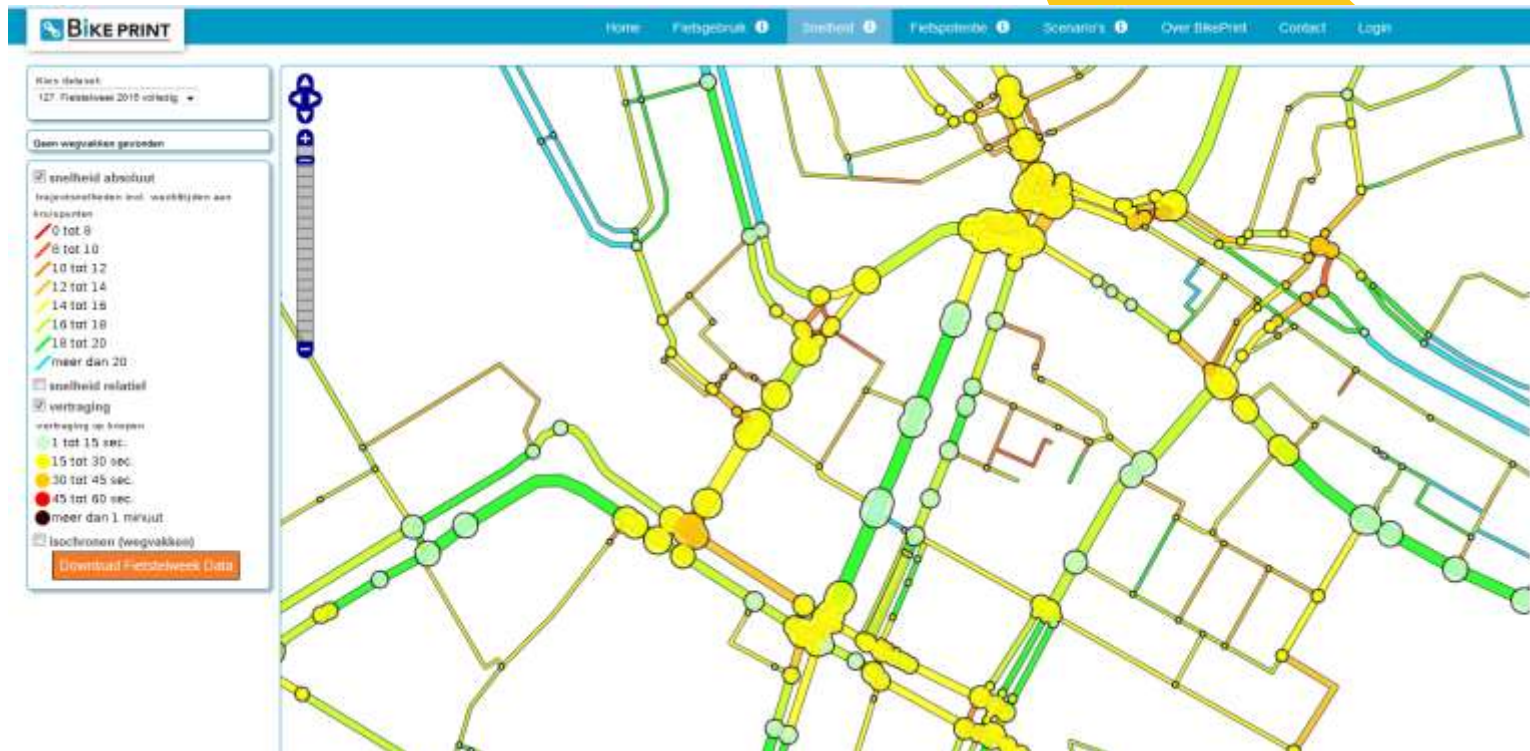 BIKE PRINT
Home Fietsgebruik Snelheid Fietspotentie Scenario's Over BikePrint Contact Login
Kies dataset:
127. Fietstelweek 2015 volledig
Geen wegvakken gevonden
snelheid absoluut
trajectsnelheden incl. wachttijden aan
kruispunten
0 tot 8
8 tot 10
10 tot 12
12 tot 14
14 tot 16
16 tot 18
18 tot 20
meer dan 20
snelheid relatief
vertraging
vertraging op knopen
1 tot 15 sec.
15 tot 30 sec.
30 tot 45 sec.
45 tot 60 sec.
meer dan 1 minuut
isochronen (wegvakken)
Download Fietstelweek Data